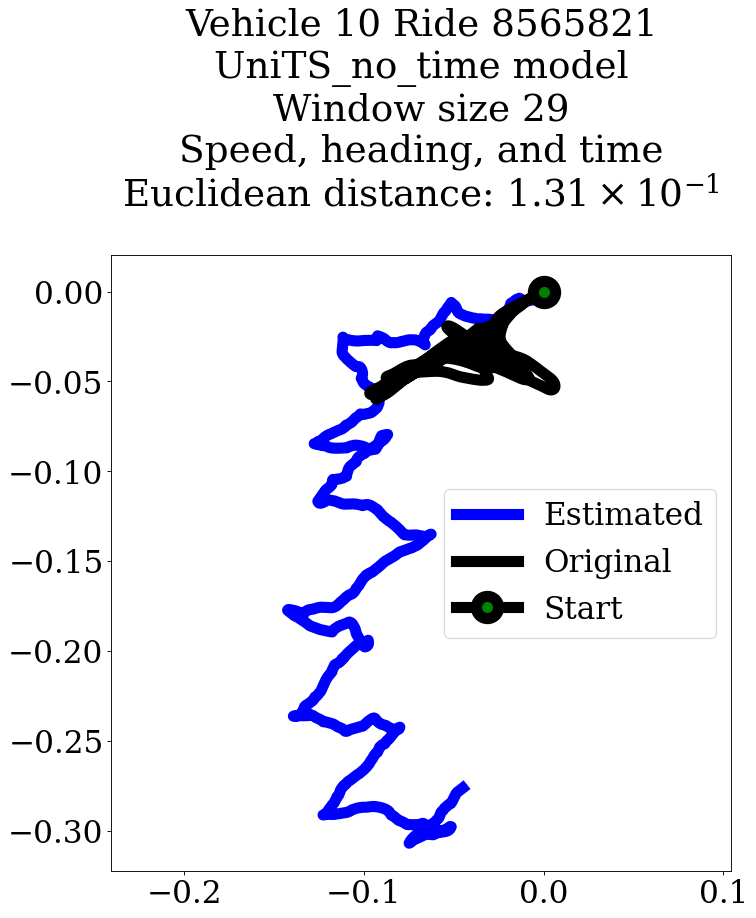 Vehicle 10 Ride 8565821
UniTS_no_time model
Window size 29
Speed, heading, and time
Euclidean distance: 1.31 × 10⁻¹
0.00
−0.05
−0.10
−0.15
−0.20
−0.25
−0.30
Estimated
Original
Start
−0.2 −0.1 0.0 0.1